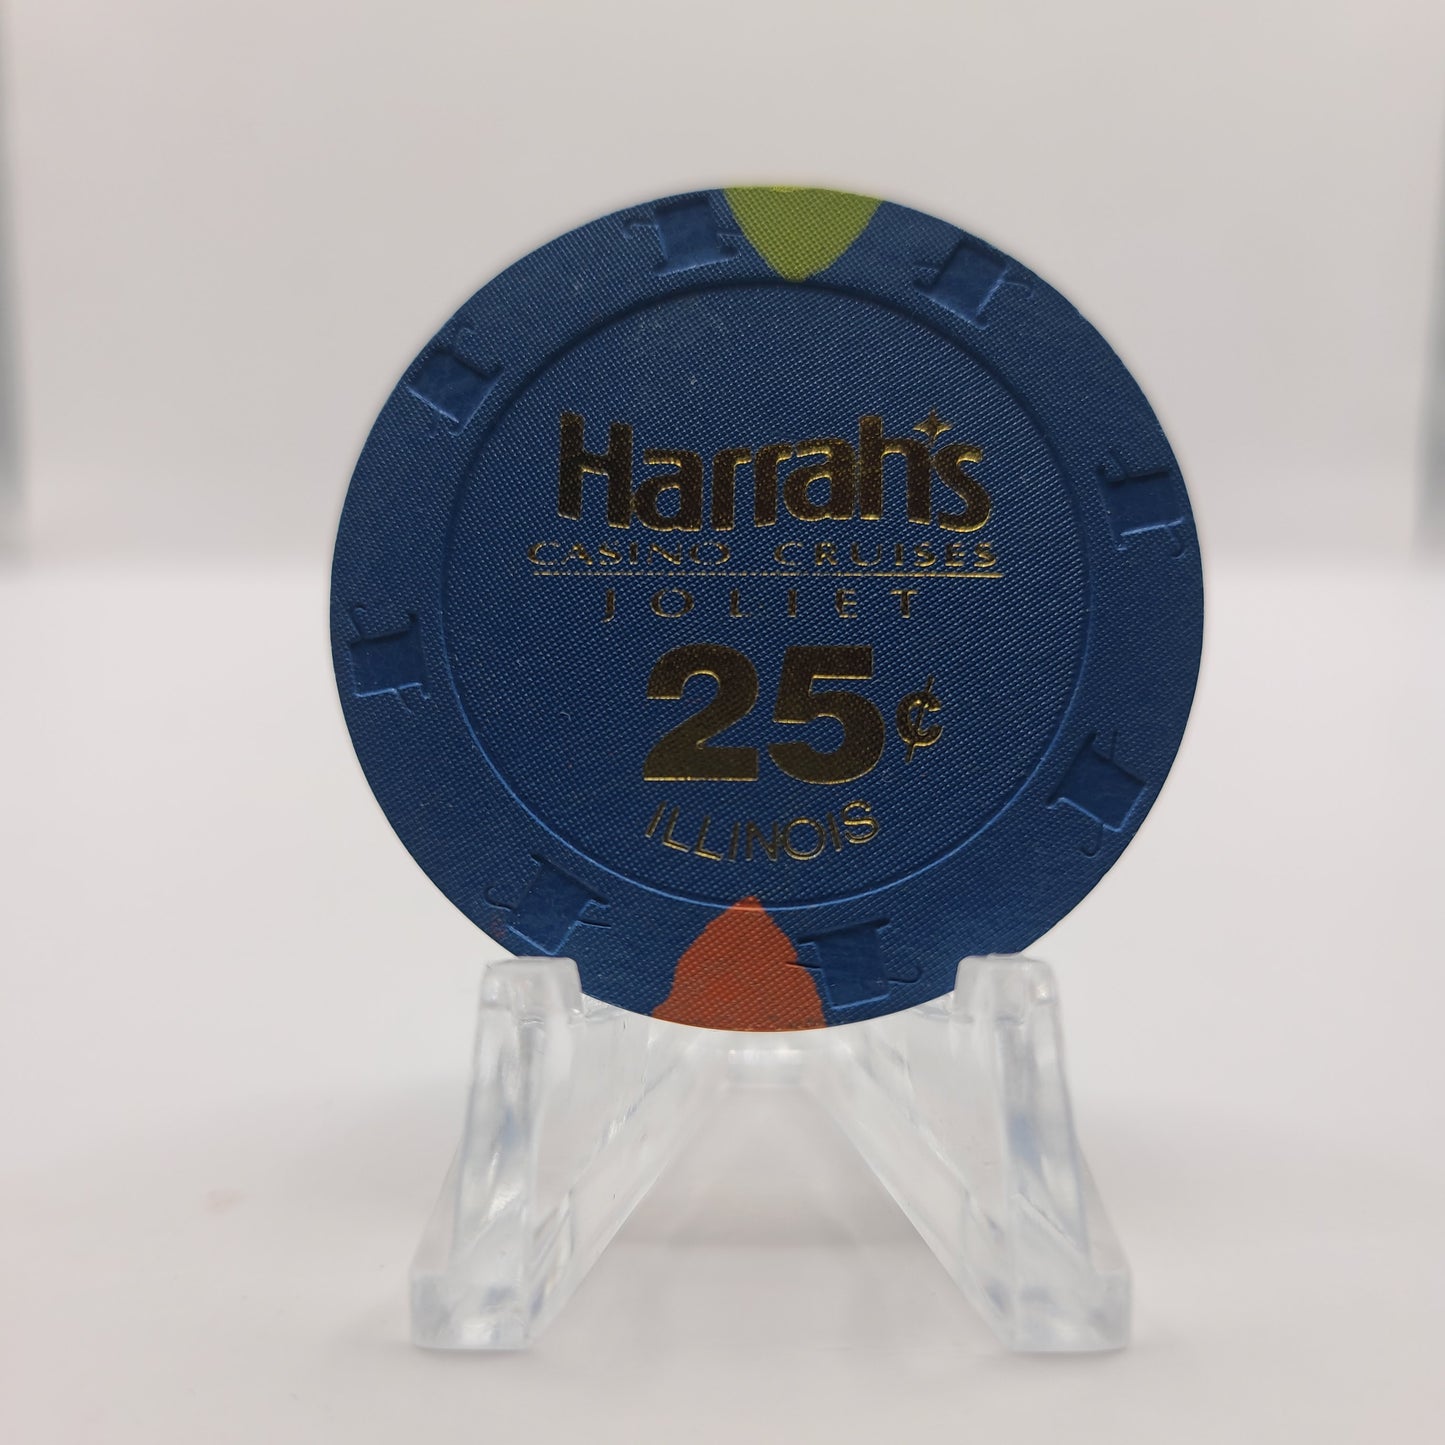 Harrah's
CASINO CRUISES
JOLIET
25¢
ILLINOIS